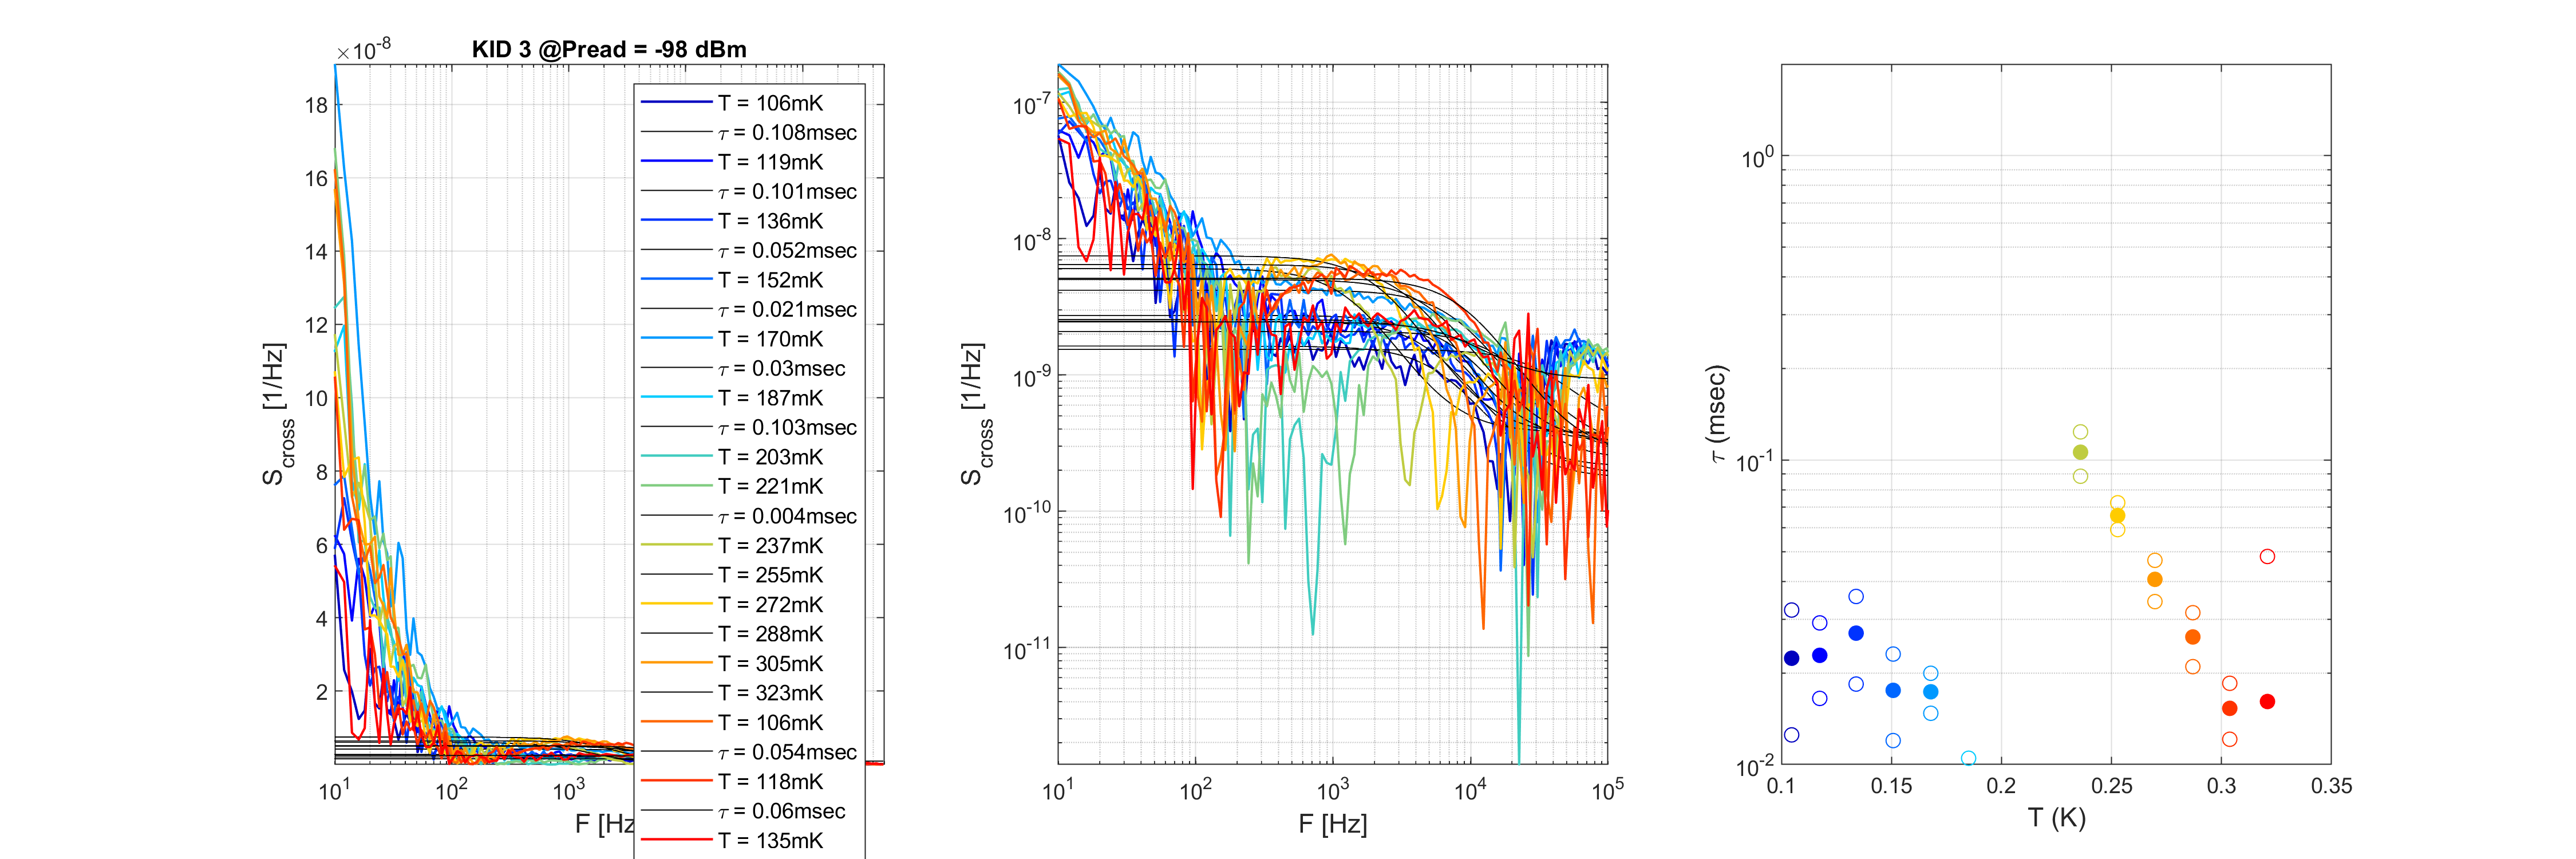 KID 3 @Pread = -98 dBm
×10-8
18
16
14
12
10
8
6
4
2
Scross [1/Hz]
101
102
103
F [Hz
T = 106mK
τ = 0.108msec
T = 119mK
τ = 0.101msec
T = 136mK
τ = 0.052msec
T = 152mK
τ = 0.021msec
T = 170mK
τ = 0.03msec
T = 187mK
τ = 0.103msec
T = 203mK
T = 221mK
τ = 0.004msec
T = 237mK
T = 255mK
T = 272mK
T = 288mK
T = 305mK
T = 323mK
T = 106mK
τ = 0.054msec
T = 118mK
τ = 0.06msec
T = 135mK
10-7
10-8
10-9
10-10
10-11
Scross [1/Hz]
101
102
103
104
105
F [Hz]
100
10-1
10-2
τ (msec)
0.1
0.15
0.2
0.25
0.3
0.35
T (K)